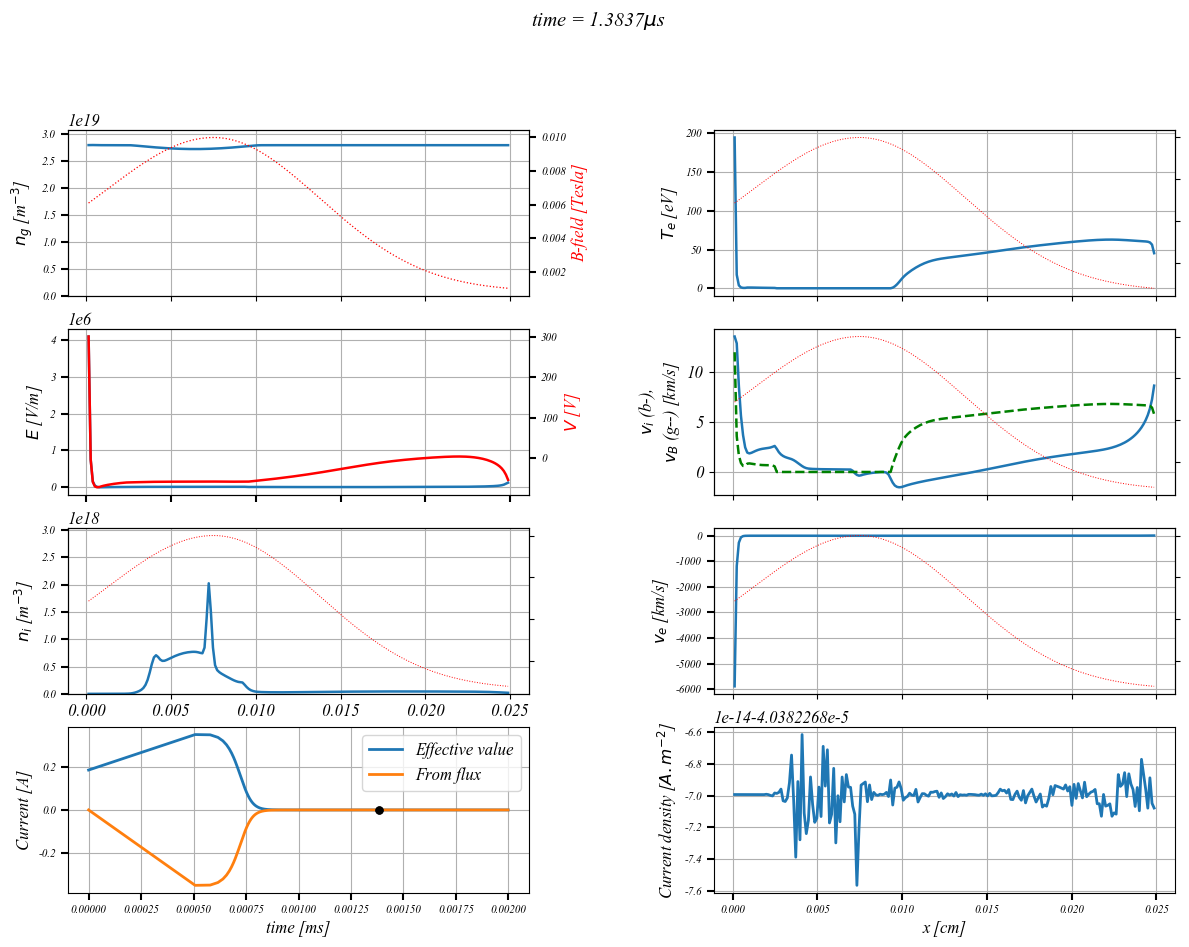 time = 1.3837μs
1e19
3.0
2.5
2.0
1.5
1.0
0.5
0.0
n_g [m^{-3}]
0.010
0.008
0.006
0.004
0.002
B-field [Tesla]
200
150
100
50
0
T_e [eV]
1e6
4
3
2
1
0
E [V/m]
300
200
100
0
V [V]
10
5
0
v_i (b-),
v_B (g--) [km/s]
1e18
3.0
2.5
2.0
1.5
1.0
0.5
0.0
n_i [m^{-3}]
0.000 0.005 0.010 0.015 0.020 0.025
0
-1000
-2000
-3000
-4000
-5000
-6000
v_e [km/s]
0.2
0.0
-0.2
Current [A]
Effective value
From flux
0.00000 0.00025 0.00050 0.00075 0.00100 0.00125 0.00150 0.00175 0.00200
time [ms]
1e-14-4.0382268e-5
-6.6
-6.8
-7.0
-7.2
-7.4
-7.6
Current density [A.m^{-2}]
0.000 0.005 0.010 0.015 0.020 0.025
x [cm]